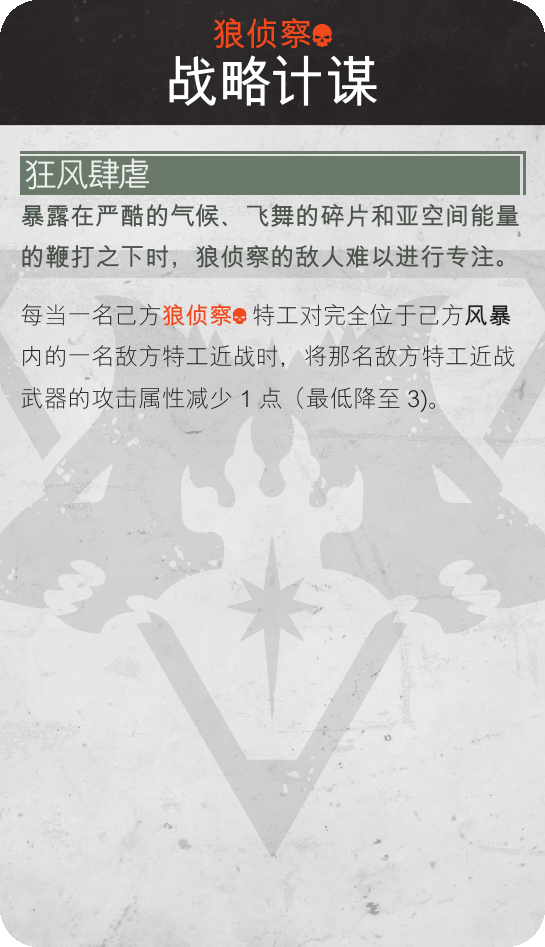 狼侦察
战略计谋
狂风肆虐
暴露在严酷的气候、飞舞的碎片和亚空间能量
的鞭打之下时，狼侦察的敌人难以进行专注。
每当一名己方狼侦察 特工对完全位于己方风暴
内的一名敌方特工近战时，将那名敌方特工近战
武器的攻击属性减少 1 点（最低降至 3)。